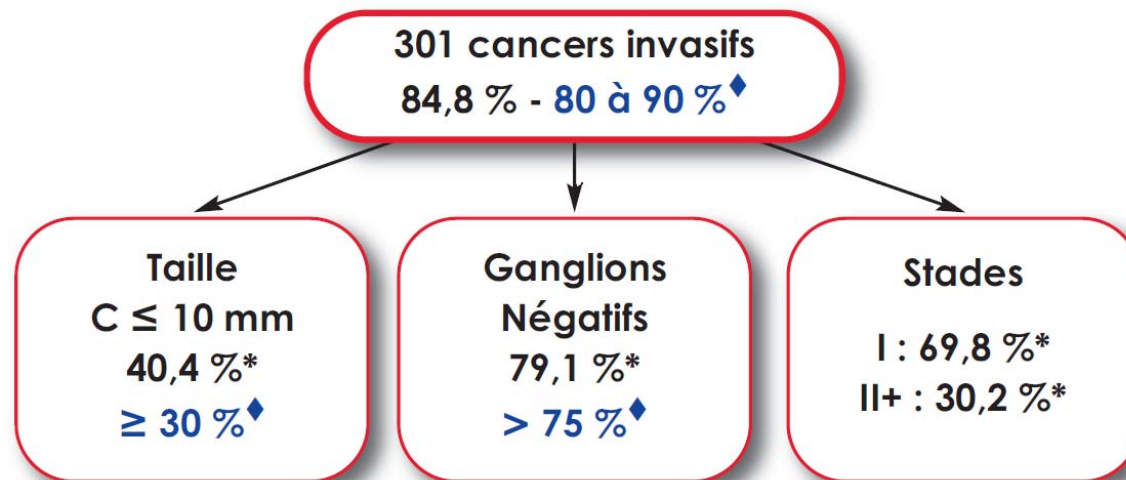 301 cancers invasifs
84,8 % - 80 à 90 %♦
Taille
C ≤ 10 mm
40,4 %*
≥ 30 %♦
Ganglions
Négatifs
79,1 %*
> 75 %♦
Stades
I : 69,8 %*
II+ : 30,2 %*